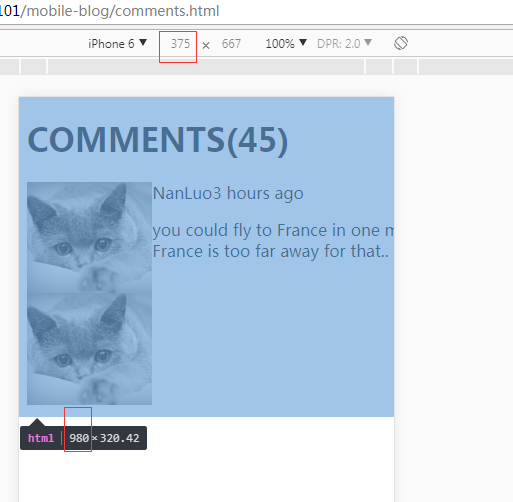 101/mobile-blog/comments.html
iPhone 6 ▼ 375 × 667 100% ▼ DPR: 2.0 ▼
COMMENTS(45)
NanLuo3 hours ago
you could fly to France in one
France is too far away for that..
html | 980 × 320.42